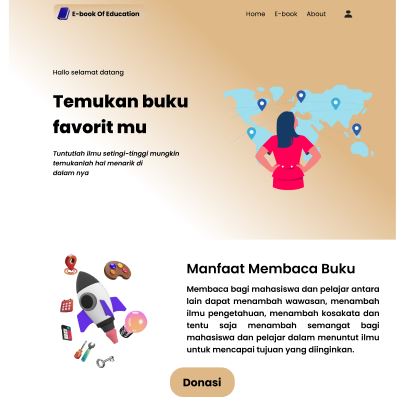 E-book Of Education
Home E-book About
Hallo selamat datang
Temukan buku
favorit mu
Tuntutlah ilmu setingi-tinggi mungkin
temukanlah hal menarik di
dalam nya
Manfaat Membaca Buku
Membaca bagi mahasiswa dan pelajar antara
lain dapat menambah wawasan, menambah
ilmu pengetahuan, menambah kosakata dan
tentu saja menambah semangat bagi
mahasiswa dan pelajar dalam menuntut ilmu
untuk mencapai tujuan yang diinginkan.
Donasi